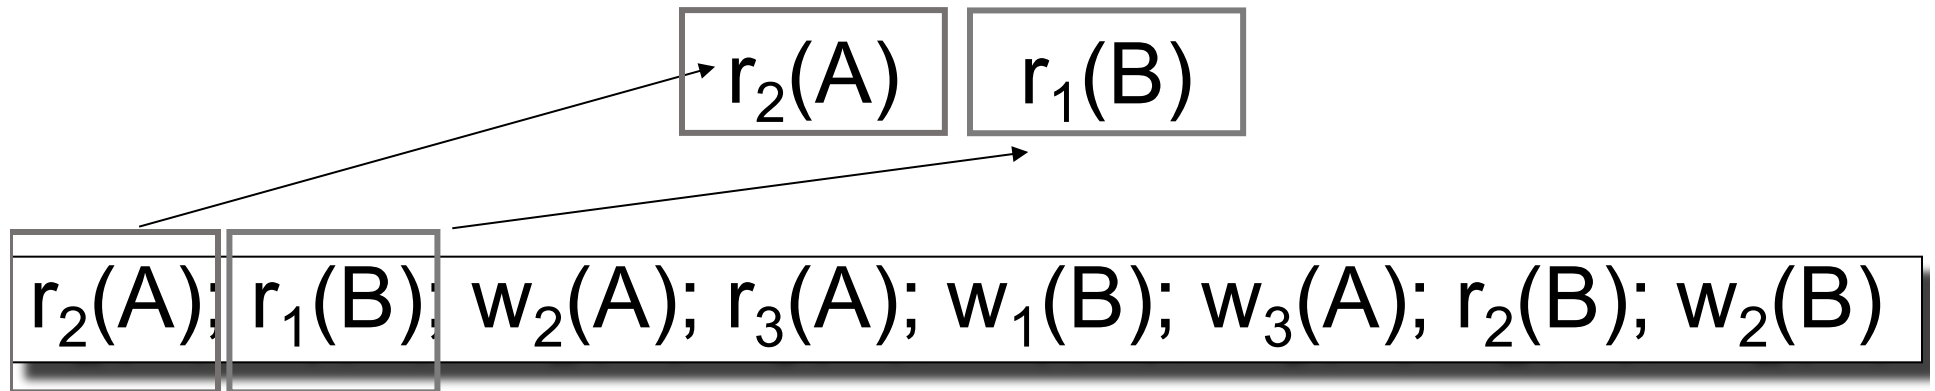 r₂(A) r₁(B)
r₂(A); r₁(B); w₂(A); r₃(A); w₁(B); w₃(A); r₂(B); w₂(B)